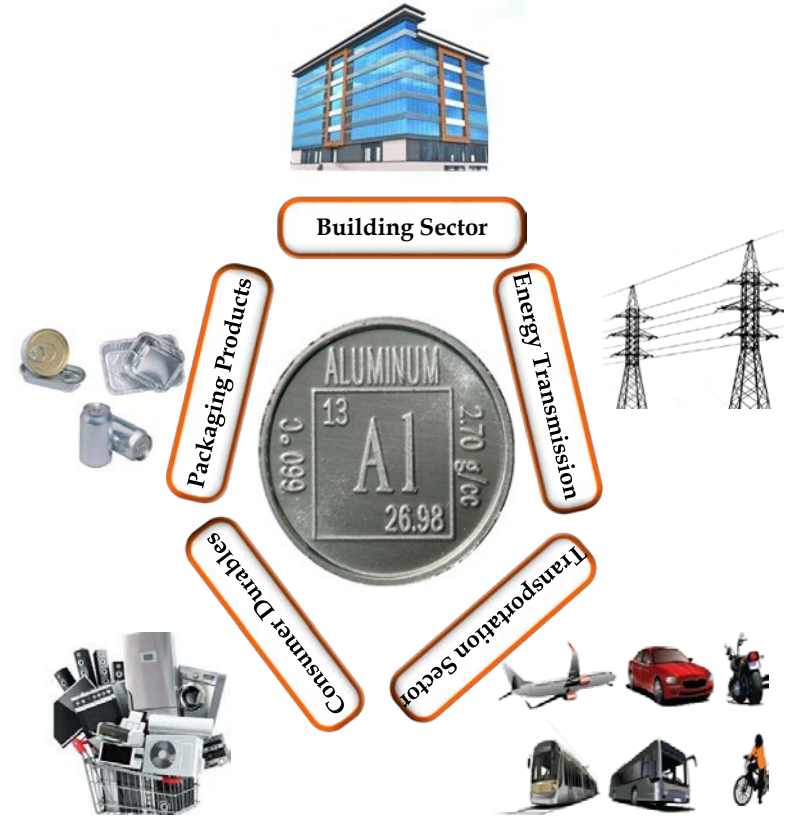 Building Sector
Energy Transmission
Packaging Products
ALUMINUM
13
Al
26.98
660 °C
2.70 g/cc
Consumer Durables
Transportation Sector